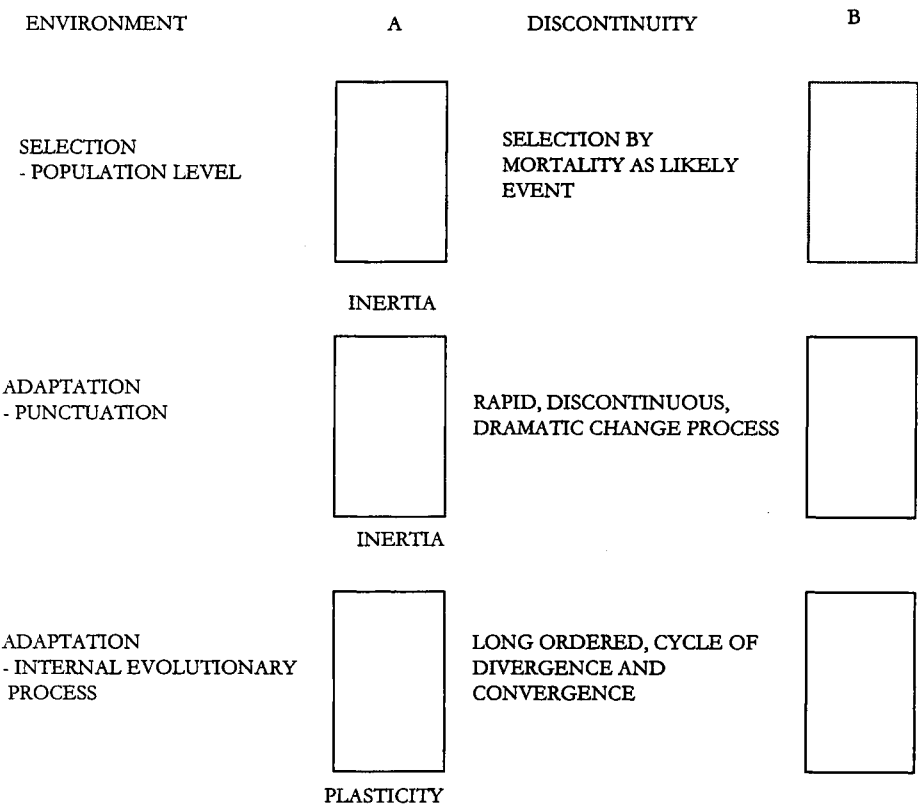 ENVIRONMENT A DISCONTINUITY B
SELECTION
- POPULATION LEVEL
SELECTION BY
MORTALITY AS LIKELY
EVENT
INERTIA
ADAPTATION
- PUNCTUATION
RAPID, DISCONTINUOUS,
DRAMATIC CHANGE PROCESS
INERTIA
ADAPTATION
- INTERNAL EVOLUTIONARY
PROCESS
LONG ORDERED, CYCLE OF
DIVERGENCE AND
CONVERGENCE
PLASTICITY